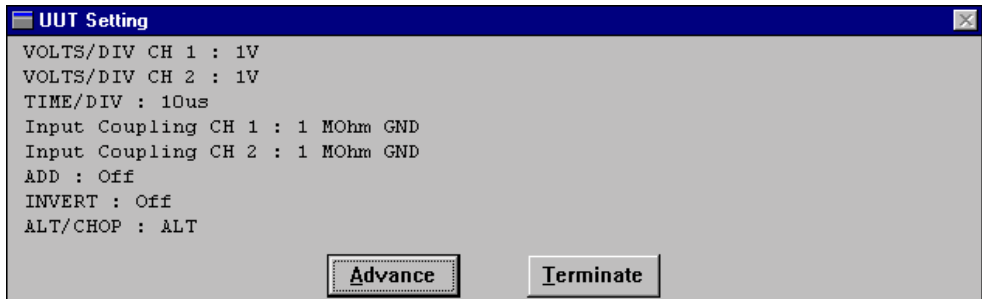 UUT Setting
VOLTS/DIV CH 1 : 1V
VOLTS/DIV CH 2 : 1V
TIME/DIV : 10us
Input Coupling CH 1 : 1 MOhm GND
Input Coupling CH 2 : 1 MOhm GND
ADD : Off
INVERT : Off
ALT/CHOP : ALT
Advance Terminate